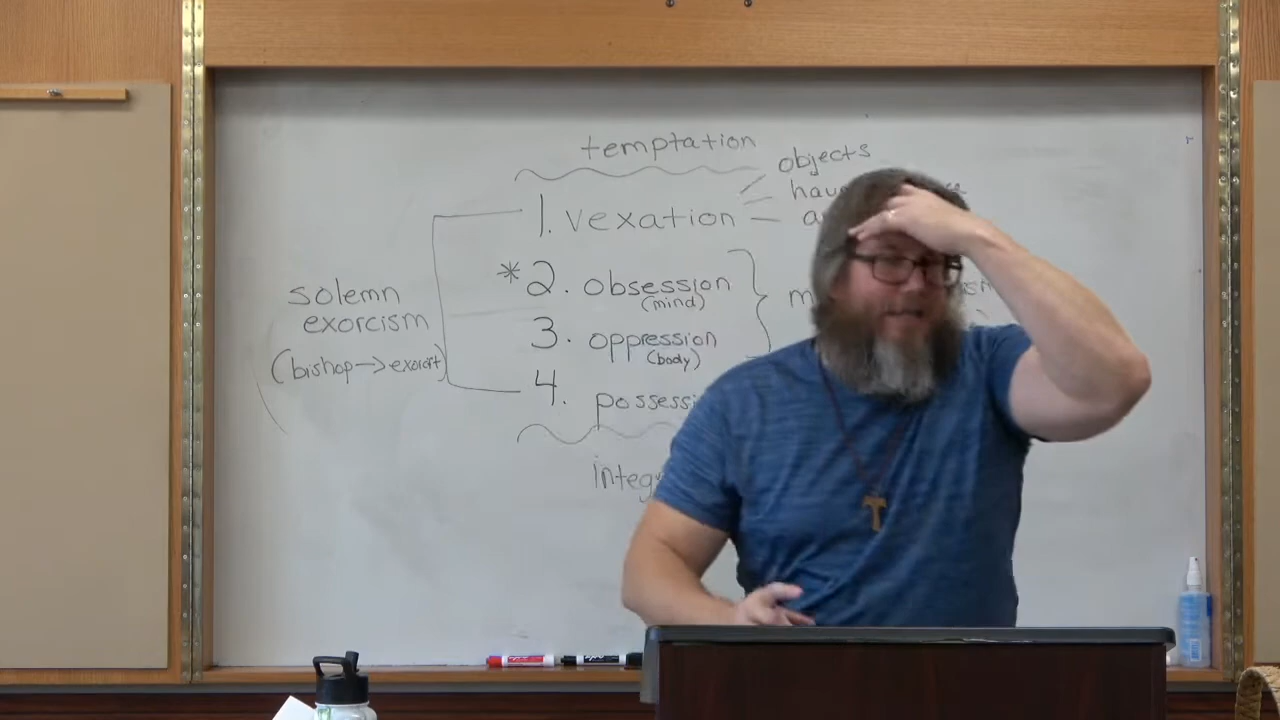 temptation
objects
1. vexation
* 2. obsession
(mind)
solemn
exorcism
3. oppression
(body)
(bishop→exorcist)
4.